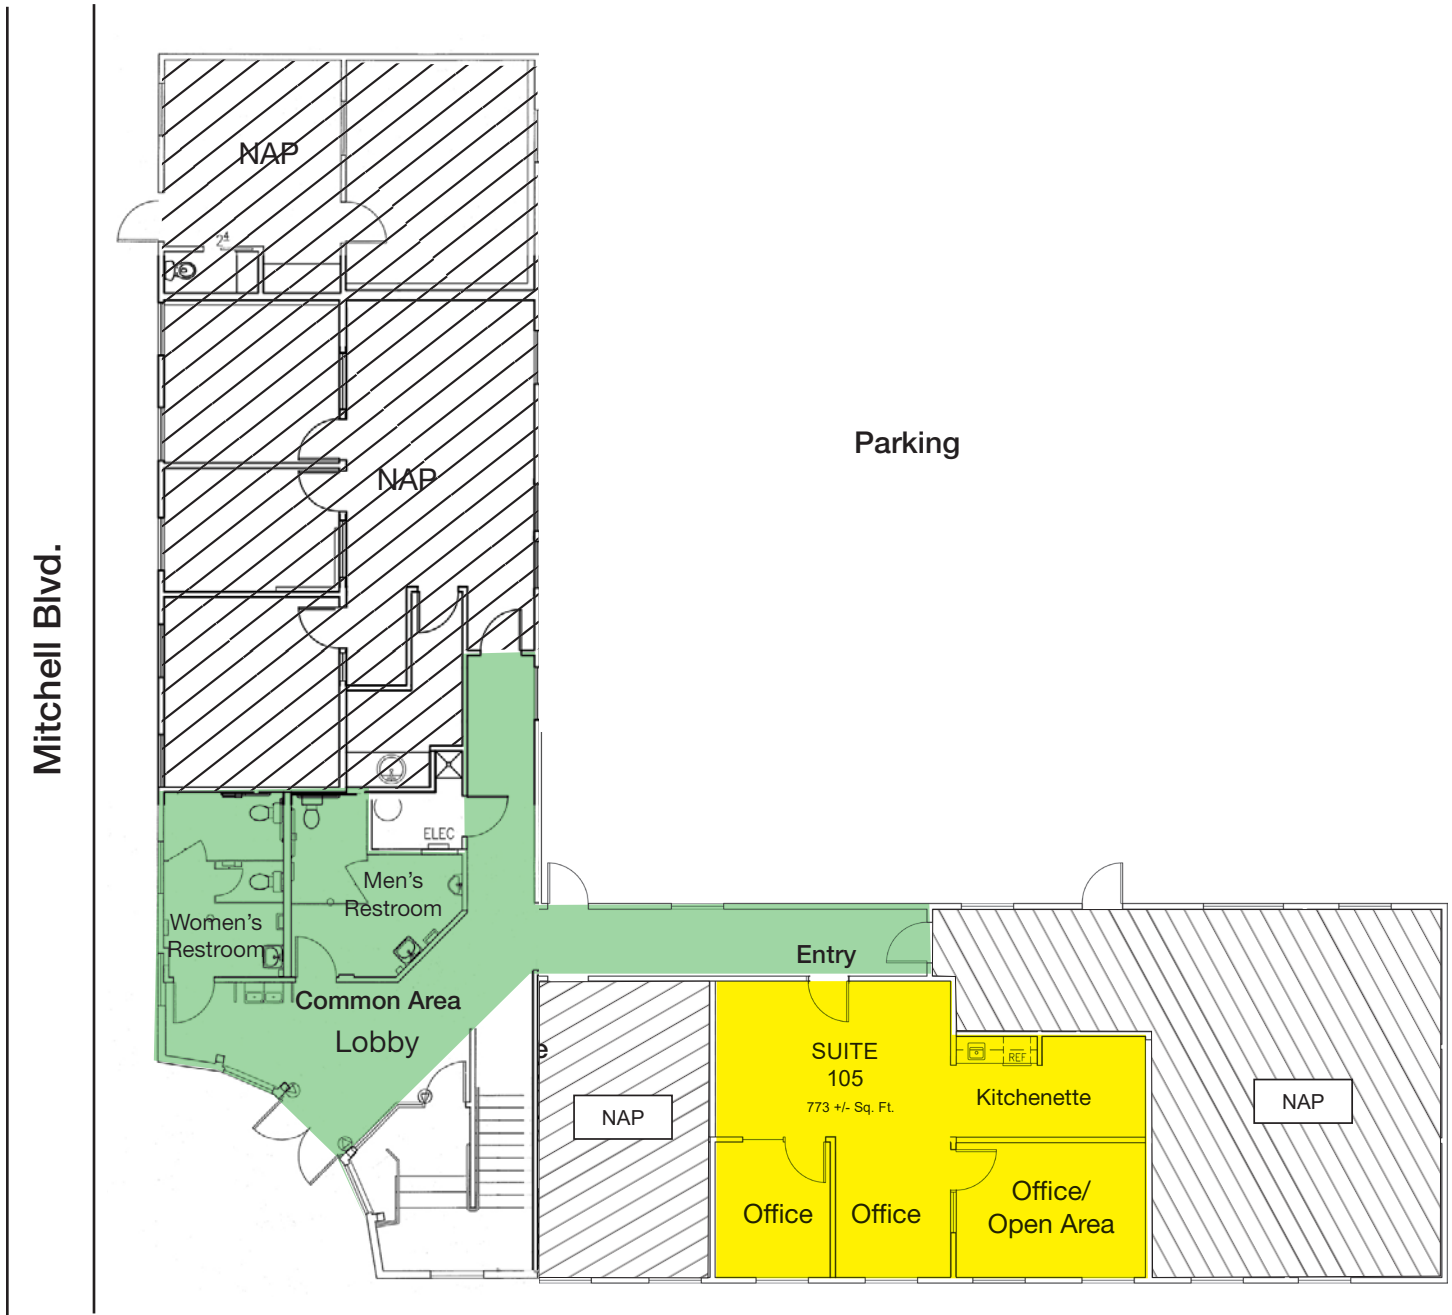 NAP
2⁴
Parking
NAP
Mitchell Blvd.
ELEC
Men's
Restroom
Women's
Restroom
Entry
Common Area
Lobby
e
SUITE
105
773 +/- Sq. Ft.
REF
Kitchenette
NAP
NAP
Office
Office
Office/
Open Area